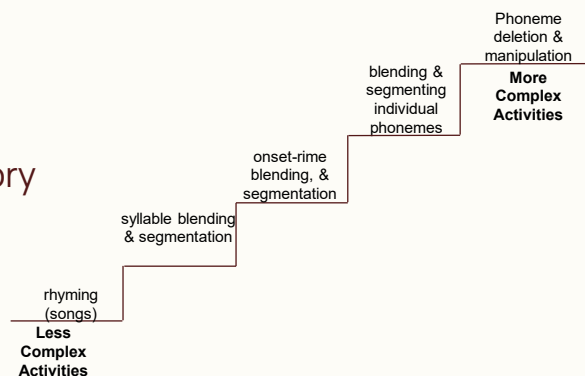 Phoneme
deletion &
manipulation
More
Complex
Activities
blending &
segmenting
individual
phonemes
onset-rime
blending, &
segmentation
syllable blending
& segmentation
rhyming
(songs)
Less
Complex
Activities